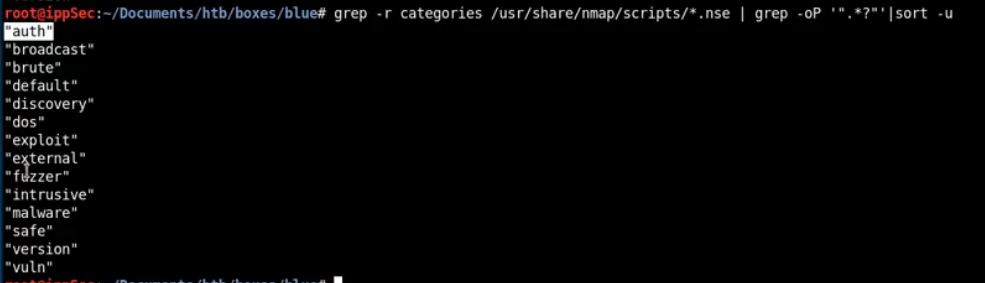 root@ippSec:~/Documents/htb/boxes/blue# grep -r categories /usr/share/nmap/scripts/*.nse | grep -oP '".*?"'|sort -u
"auth"
"broadcast"
"brute"
"default"
"discovery"
"dos"
"exploit"
"external"
"fuzzer"
"intrusive"
"malware"
"safe"
"version"
"vuln"
root@ippSec:~/Documents/htb/boxes/blue#